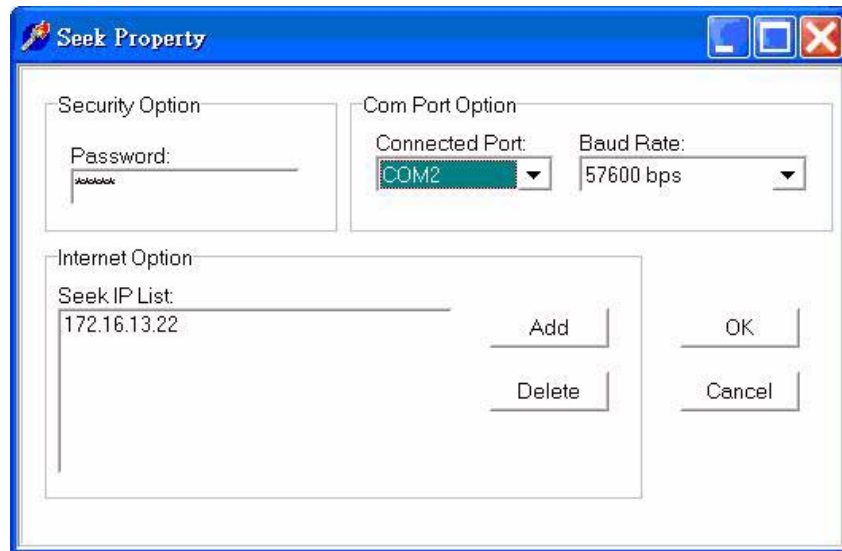 Seek Property
Security Option
Password:
*****
Com Port Option
Connected Port:
COM2
Baud Rate:
57600 bps
Internet Option
Seek IP List:
172.16.13.22
Add
Delete
OK
Cancel